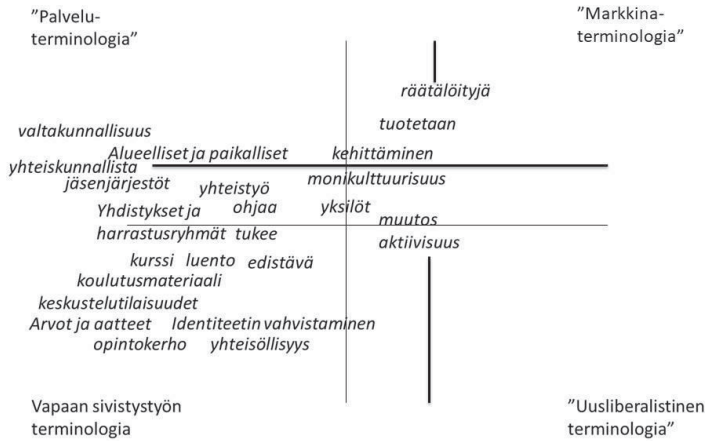 ”Palvelu-
terminologia”
”Markkina-
terminologia”
räätälöityjä
tuotetaan
valtakunnallisuus
Alueelliset ja paikalliset
kehittäminen
yhteiskunnallista
jäsenjärjestöt
yhteistyö
monikulttuurisuus
Yhdistykset ja
ohjaa
yksilöt
muutos
harrastusryhmät
tukee
aktiivisuus
kurssi
luento
edistävä
koulutusmateriaali
keskustelutilaisuudet
Arvot ja aatteet
Identiteetin vahvistaminen
opintokerho
yhteisöllisyys
Vapaan sivistystyön
terminologia
”Uusliberalistinen
terminologia”